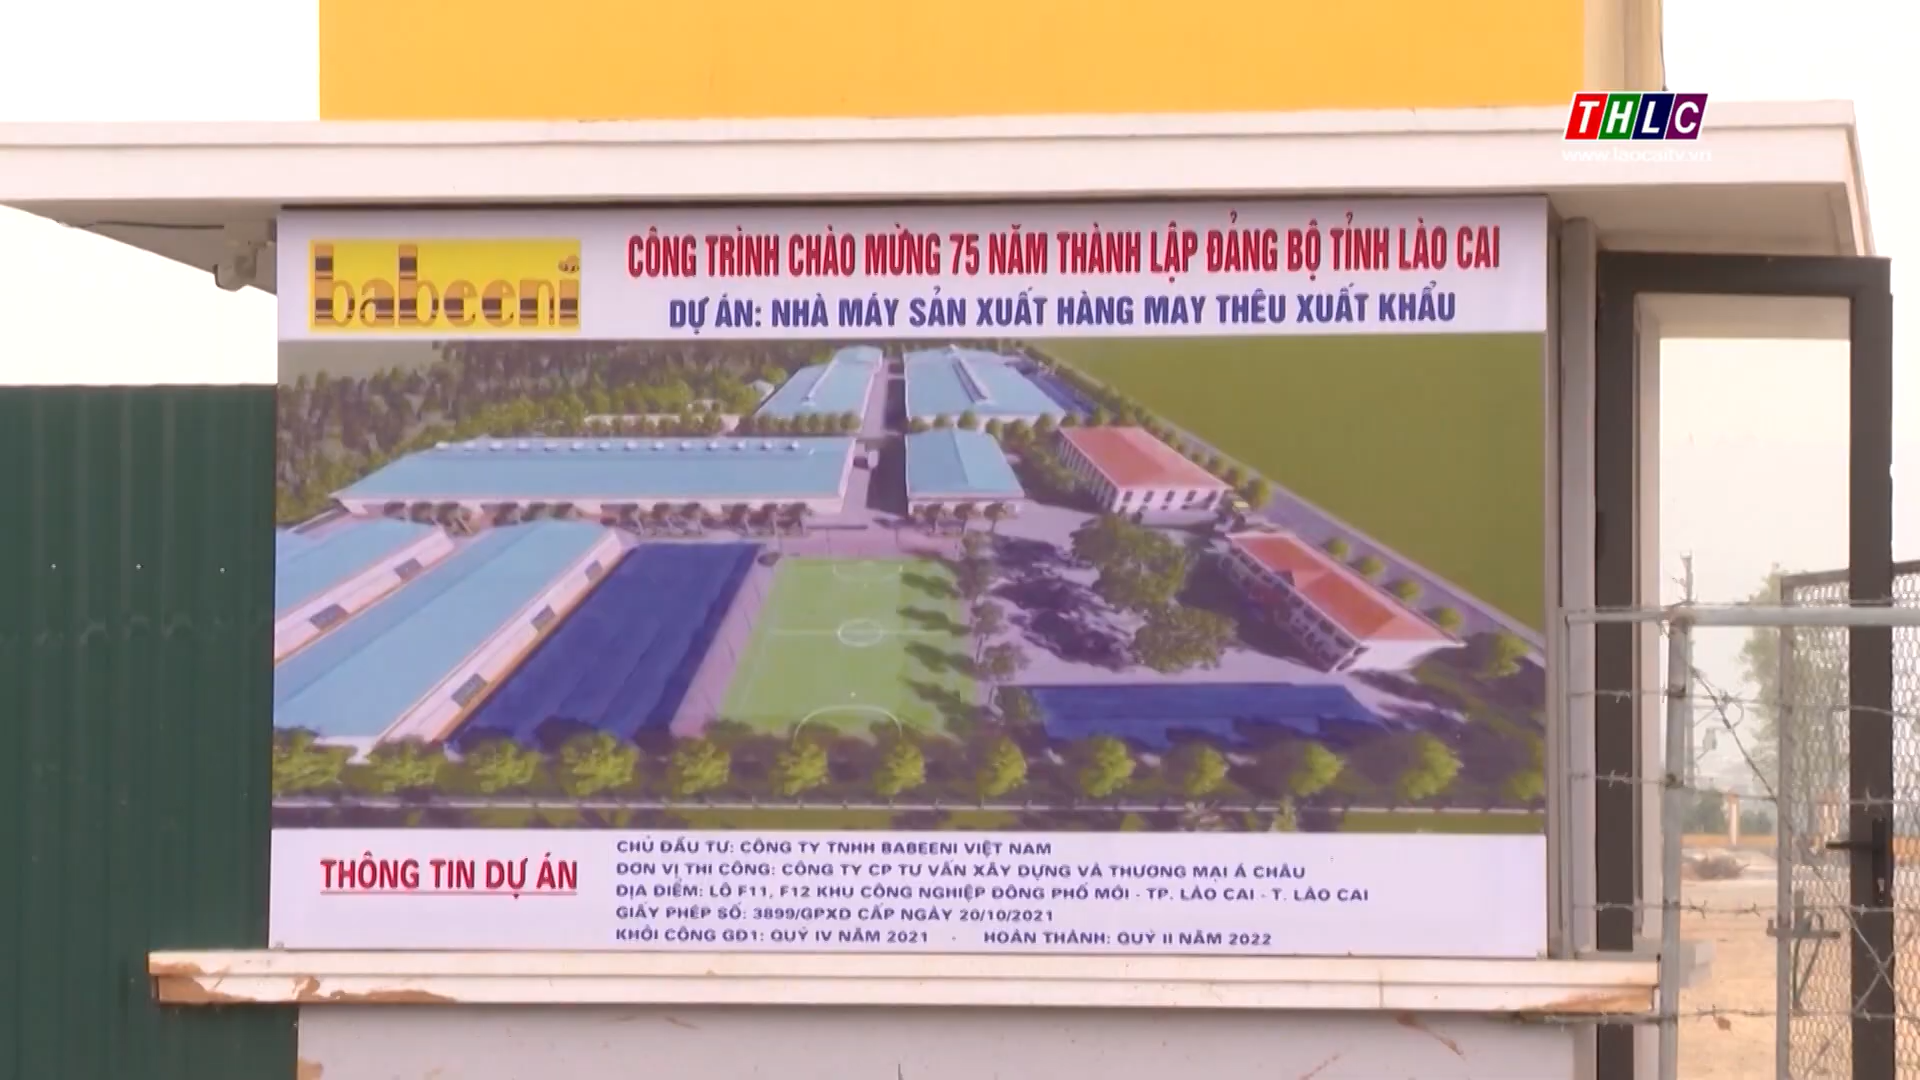 THLC
www.laocaitv.vn
babeeni
CÔNG TRÌNH CHÀO MỪNG 75 NĂM THÀNH LẬP ĐẢNG BỘ TỈNH LÀO CAI
DỰ ÁN: NHÀ MÁY SẢN XUẤT HÀNG MAY THÊU XUẤT KHẨU
THÔNG TIN DỰ ÁN
CHỦ ĐẦU TƯ: CÔNG TY TNHH BABEENI VIỆT NAM
ĐƠN VỊ THI CÔNG: CÔNG TY CP TƯ VẤN XÂY DỰNG VÀ THƯƠNG MẠI Á CHÂU
ĐỊA ĐIỂM: LÔ F11, F12 KHU CÔNG NGHIỆP ĐÔNG PHỐ MỚI - TP. LÀO CAI - T. LÀO CAI
GIẤY PHÉP SỐ: 3899/GPXD CẤP NGÀY 20/10/2021
KHỞI CÔNG GĐ1: QUÝ IV NĂM 2021 - HOÀN THÀNH: QUÝ II NĂM 2022